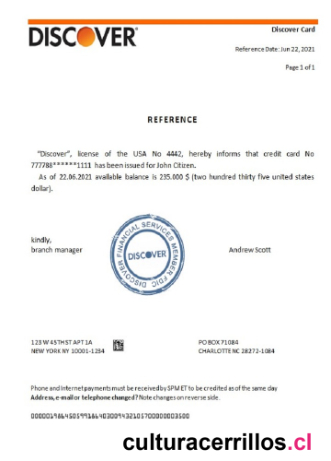 DISCOVER
Discover Card
Reference Date: Jun 22, 2021
Page 1 of 1
REFERENCE
"Discover", license of the USA No 4442, hereby informs that credit card No
777788******1111 has been issued for John Citizen.
As of 22.06.2021 available balance is 235.000 $ (two hundred thirty five united states
dollar).
kindly,
branch manager
DISCOVER FINANCIAL SERVICES
MEMBER FDIC
DISCOVER
Andrew Scott
123 W 45TH ST APT 1A
NEW YORK NY 10001-1234
PO BOX 71084
CHARLOTTE NC 28272-1084
Phone and Internet payments must be received by 5PM ET to be credited as of the same day
Address, e-mail or telephone changed? Note changes on reverse side.
culturacerrillos.cl